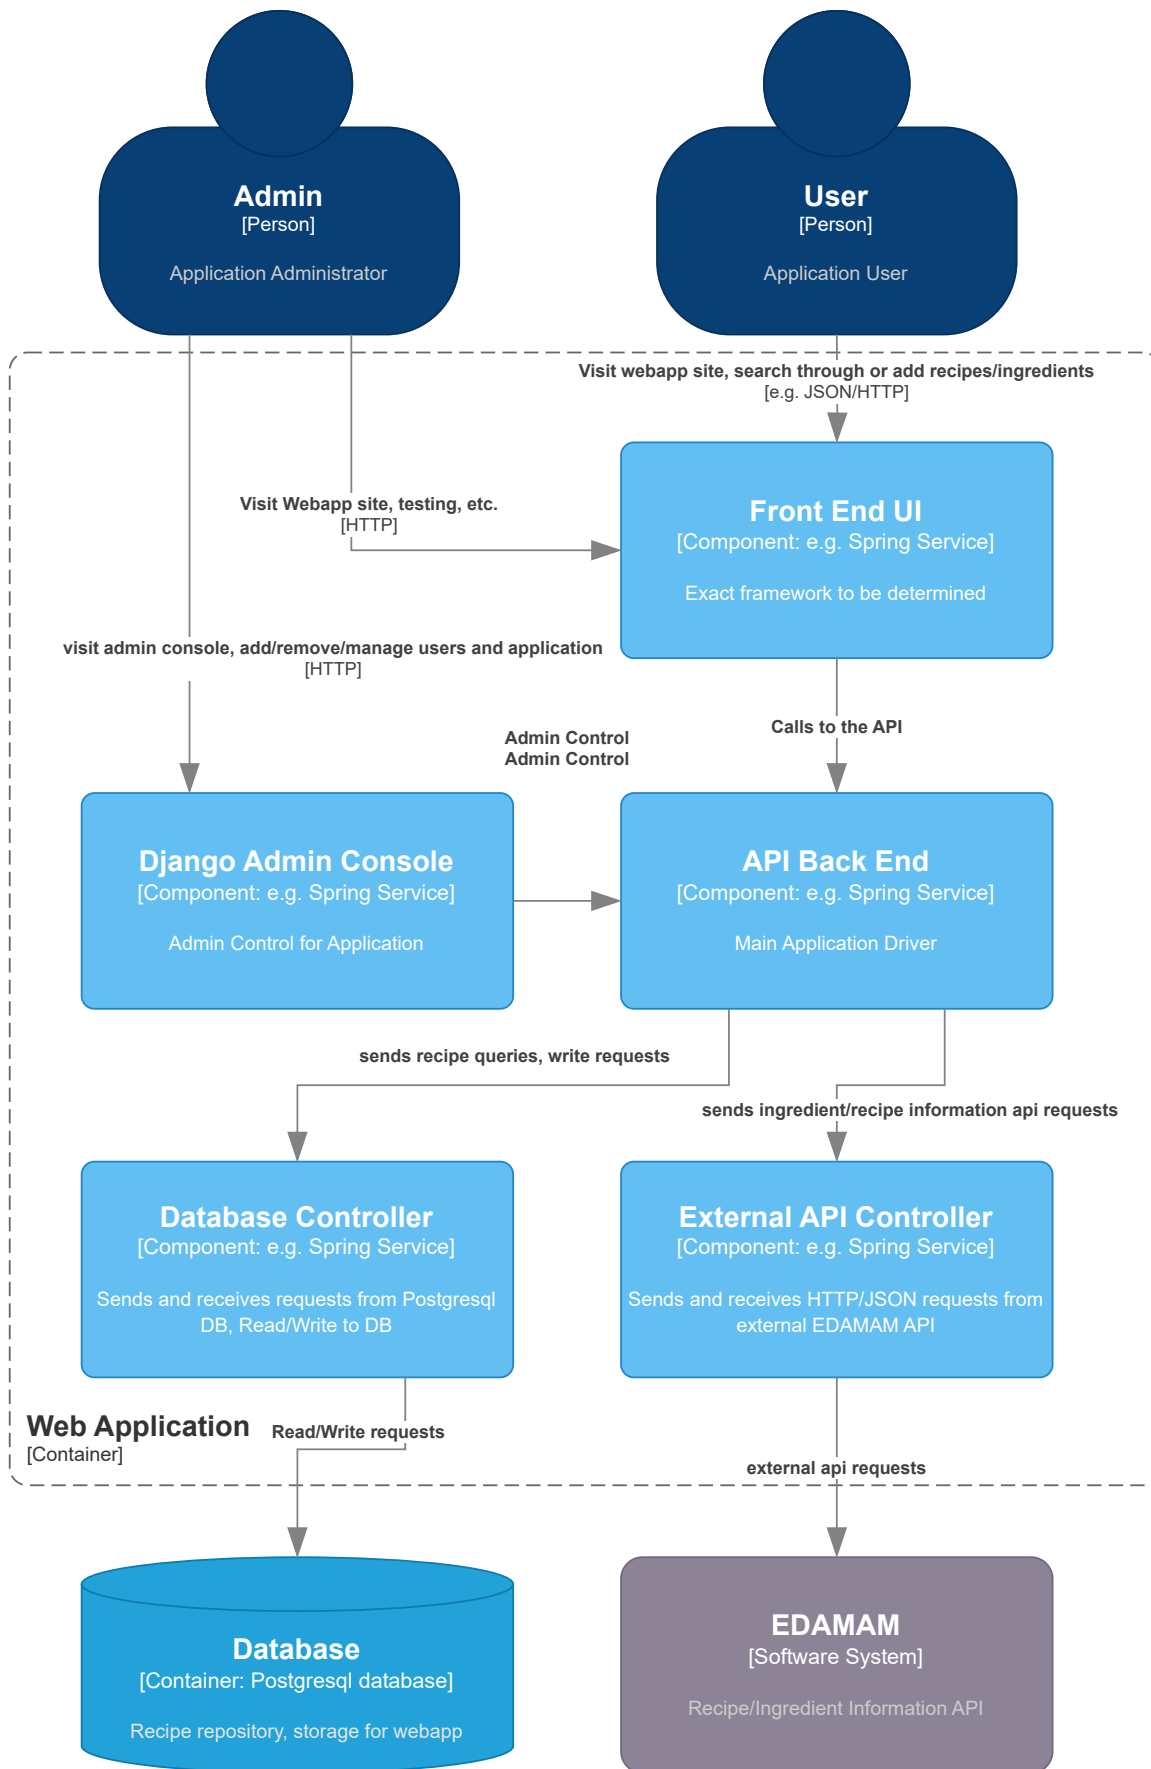 Admin
[Person]
Application Administrator
User
[Person]
Application User
Visit webapp site, search through or add recipes/ingredients
[e.g. JSON/HTTP]
Visit Webapp site, testing, etc.
[HTTP]
Front End UI
[Component: e.g. Spring Service]
Exact framework to be determined
visit admin console, add/remove/manage users and application
[HTTP]
Calls to the API
Admin Control
Admin Control
Django Admin Console
[Component: e.g. Spring Service]
Admin Control for Application
API Back End
[Component: e.g. Spring Service]
Main Application Driver
sends recipe queries, write requests
sends ingredient/recipe information api requests
Database Controller
[Component: e.g. Spring Service]
Sends and receives requests from Postgresql
DB, Read/Write to DB
External API Controller
[Component: e.g. Spring Service]
Sends and receives HTTP/JSON requests from
external EDAMAM API
Web Application
[Container]
Read/Write requests
external api requests
Database
[Container: Postgresql database]
Recipe repository, storage for webapp
EDAMAM
[Software System]
Recipe/Ingredient Information API